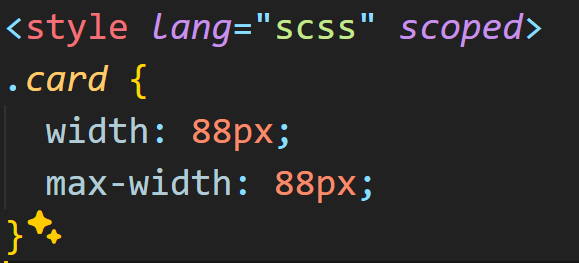 <style lang="scss" scoped>
.card {
  width: 88px;
  max-width: 88px;
}